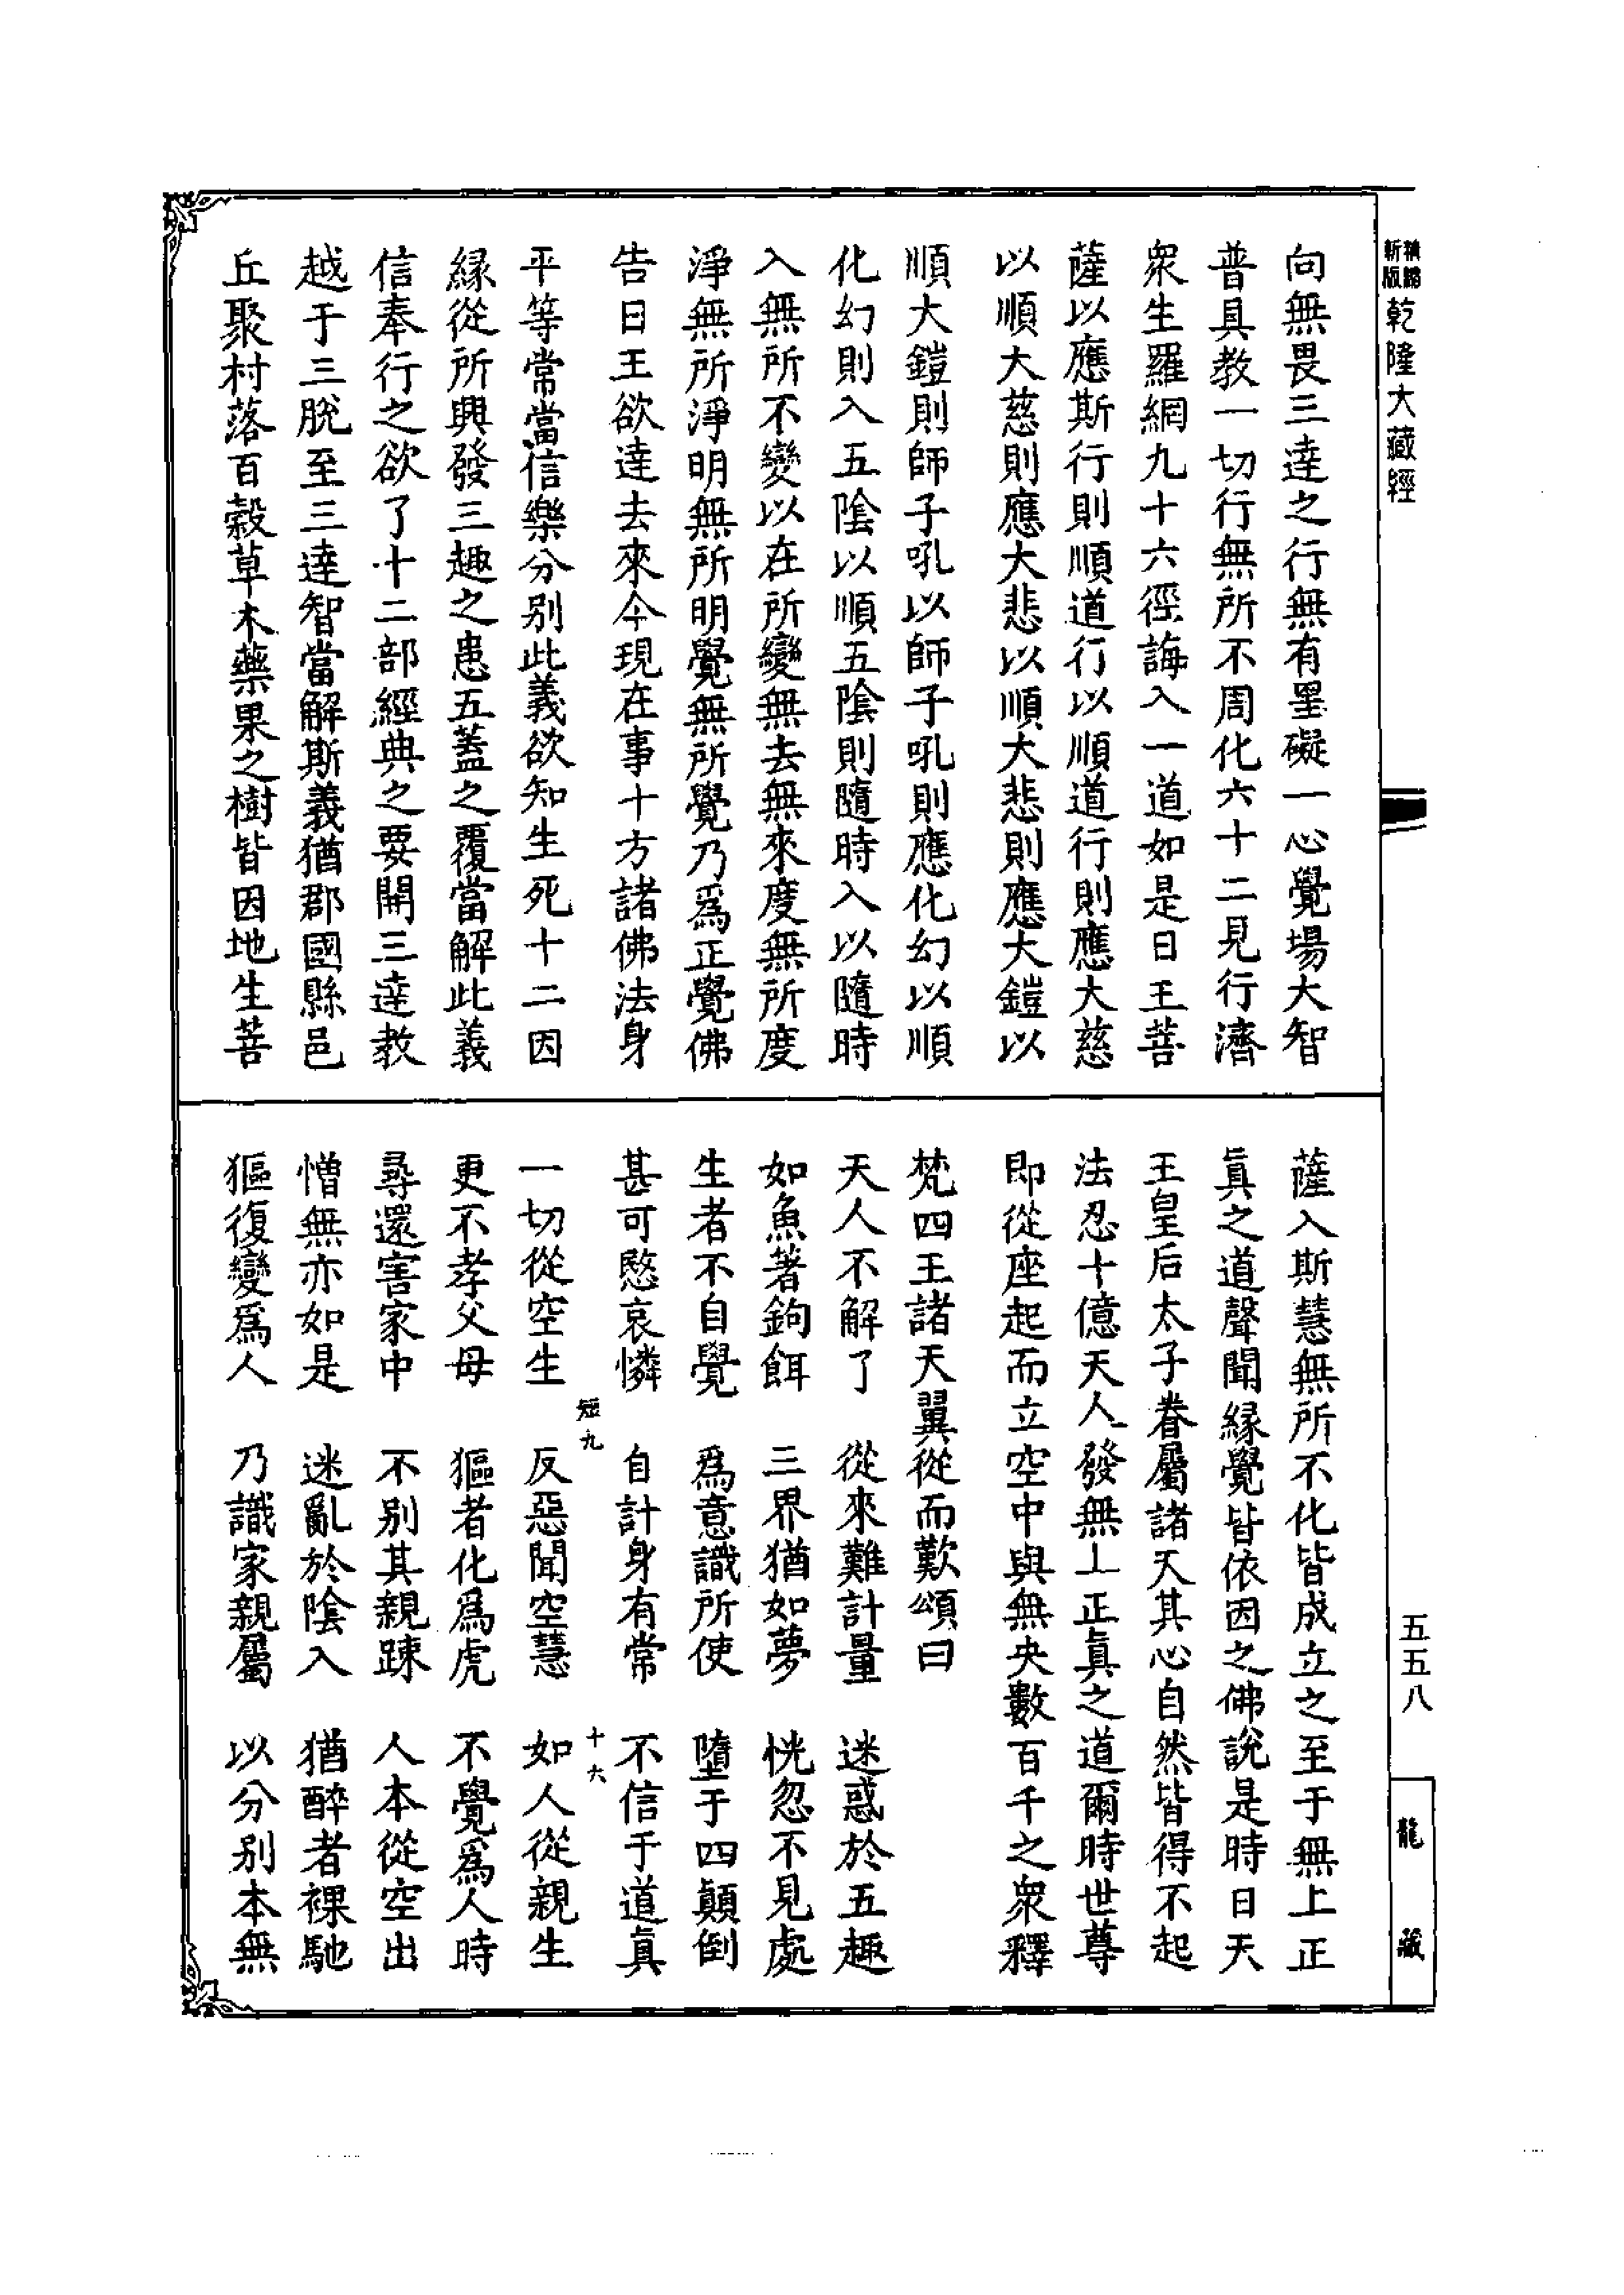 精鐫新版乾隆大藏經
向無畏三達之行無有罣礙一心覺場大智
普具教一切行無所不周化六十二見行濟
衆生羅網九十六徑誨入一道如是日王菩
薩以應斯行則順道行以順道行則應大慈
以順大慈則應大悲以順大悲則應大鎧以
順大鎧則師子吼以師子吼則應化幻以順
化幻則入五陰以順五陰則隨時入以隨時
入無所不變以在所變無去無來度無所度
淨無所淨明無所明覺無所覺乃爲正覺佛
告日王欲達去來今現在事十方諸佛法身
平等常當信樂分别此義欲知生死十二因
緣從所興發三趣之患五蓋之覆當解此義
信奉行之欲了十二部經典之要開三達教
越于三脫至三達智當解斯義猶郡國縣邑
丘聚村落百穀草木藥果之樹皆因地生菩
薩入斯慧無所不化皆成立之至于無上正
眞之道聲聞緣覺皆依因之佛說是時日天
王皇后太子眷屬諸天其心自然皆得不起
法忍十億天人發無上正眞之道爾時世尊
即從座起而立空中與無央數百千之衆釋
梵四王諸天翼從而歎頌曰
天人不解了　從來難計量　迷惑於五趣
如魚著鉤餌　三界猶如夢　恍忽不見處
生者不自覺　爲意識所使　墮于四顚倒
甚可愍哀憐　自計身有常　不信于道眞
短九　十六
一切從空生　反惡聞空慧　如人從親生
更不孝父母　貙者化爲虎　不覺爲人時
尋還害家中　不别其親踈　人本從空出
憎無亦如是　迷亂於陰入　猶醉者裸馳
貙復變爲人　乃識家親屬　以分别本無
五五八
龍藏